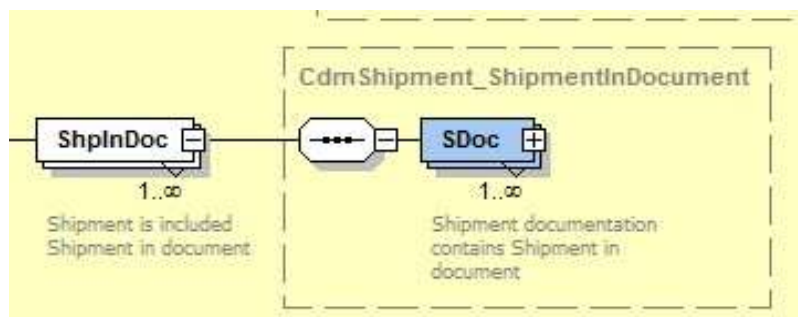 CdmShipment_ShipmentInDocument
ShpInDoc
SDoc
1..∞
1..∞
Shipment is included
Shipment in document
Shipment documentation
contains Shipment in
document